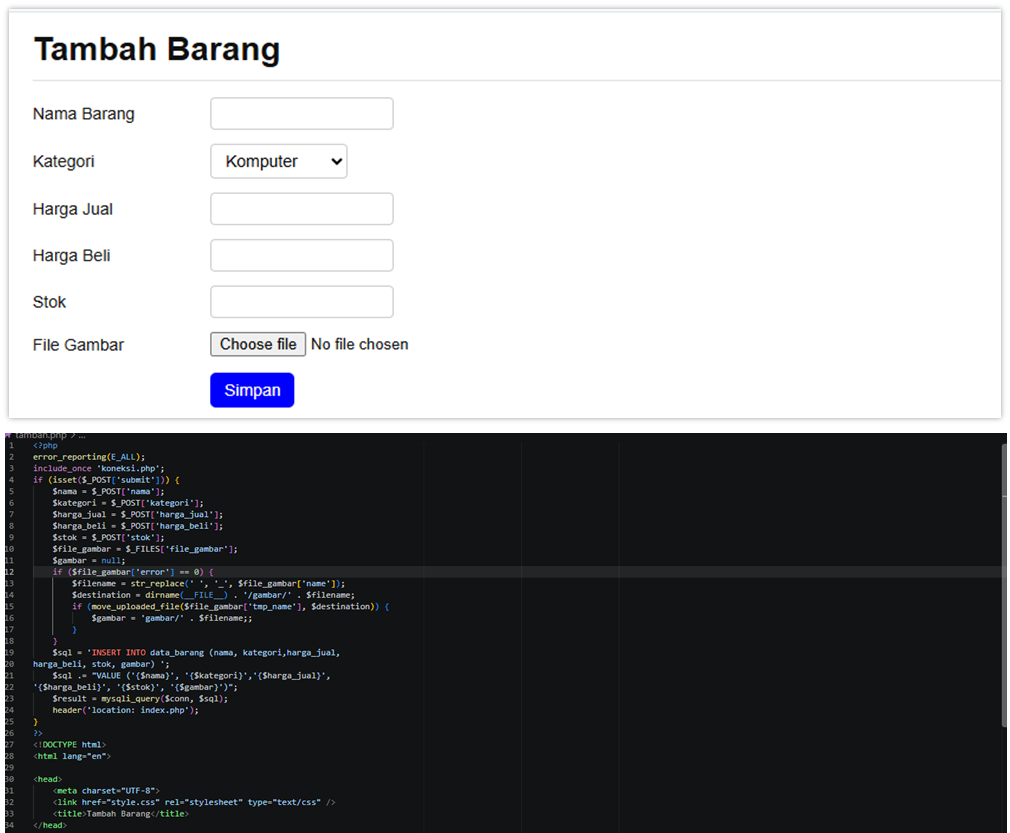 Tambah Barang
Nama Barang
Kategori
Komputer
Harga Jual
Harga Beli
Stok
File Gambar
Choose file No file chosen
Simpan
tambah.php > ...
1 <?php
2 error_reporting(E_ALL);
3 include_once 'koneksi.php';
4 if (isset($_POST['submit'])) {
5 $nama = $_POST['nama'];
6 $kategori = $_POST['kategori'];
7 $harga_jual = $_POST['harga_jual'];
8 $harga_beli = $_POST['harga_beli'];
9 $stok = $_POST['stok'];
10 $file_gambar = $_FILES['file_gambar'];
11 $gambar = null;
12 if ($file_gambar['error'] == 0) {
13 $filename = str_replace(' ', '_', $file_gambar['name']);
14 $destination = dirname(__FILE__) . '/gambar/' . $filename;
15 if (move_uploaded_file($file_gambar['tmp_name'], $destination)) {
16 $gambar = 'gambar/' . $filename;;
17 }
18 }
19 $sql = 'INSERT INTO data_barang (nama, kategori,harga_jual,
20 harga_beli, stok, gambar) ';
21 $sql .= "VALUE ('{$nama}', '{$kategori}','{$harga_jual}',
22 '{$harga_beli}', '{$stok}', '{$gambar}')";
23 $result = mysqli_query($conn, $sql);
24 header('location: index.php');
25 }
26 ?>
27 <!DOCTYPE html>
28 <html lang="en">
29
30 <head>
31 <meta charset="UTF-8">
32 <link href="style.css" rel="stylesheet" type="text/css" />
33 <title>Tambah Barang</title>
34 </head>